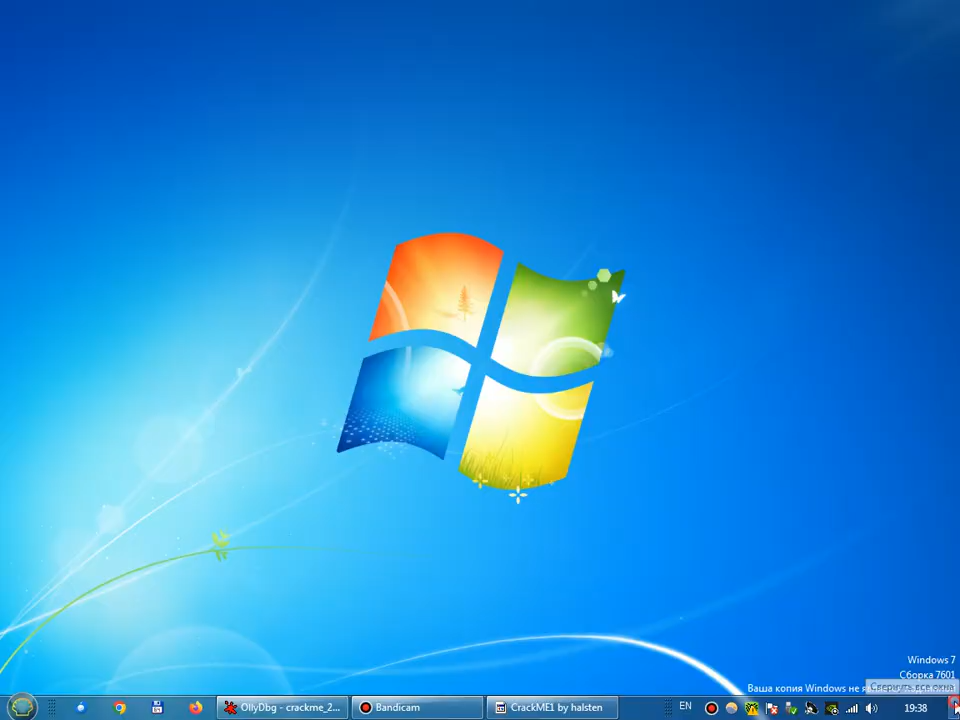 Windows 7
Сборка 7601
Ваша копия Windows не
Свернуть все окна
OllyDbg - crackme_2...
Bandicam
CrackME1 by halsten
EN
19:38